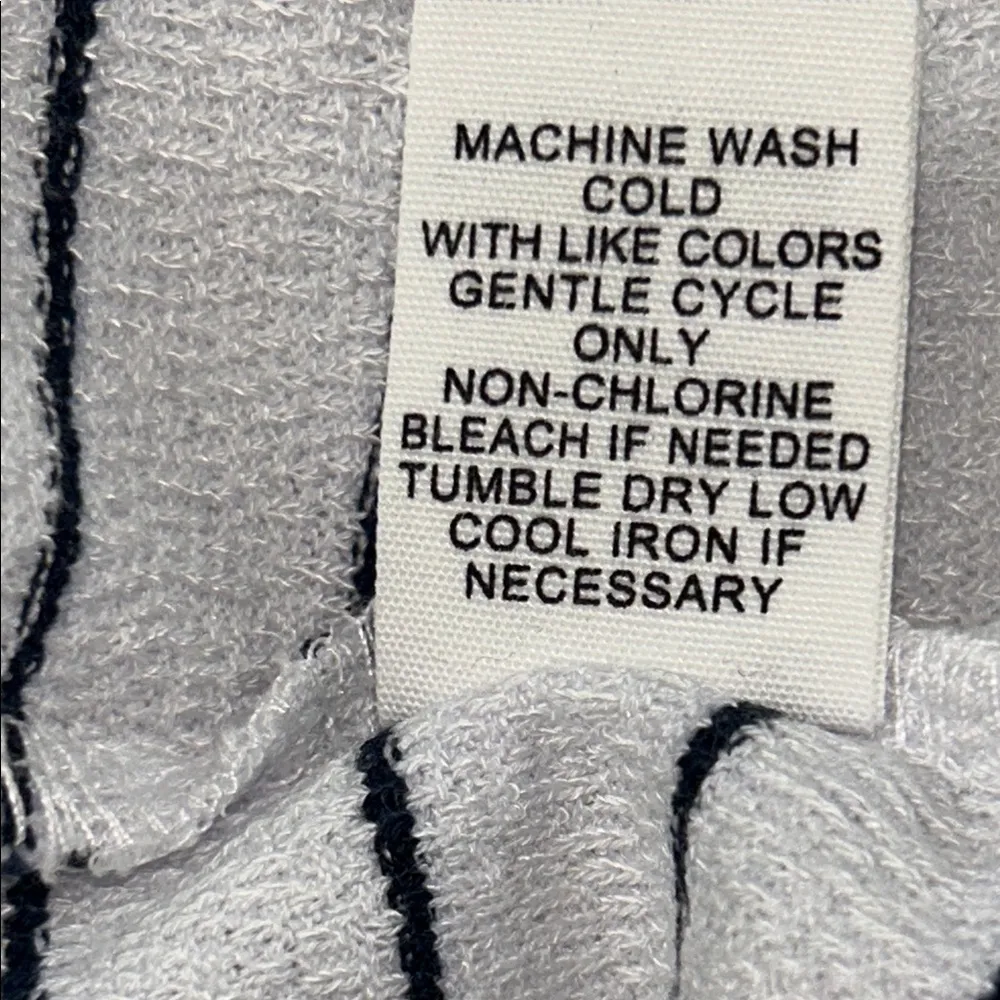 MACHINE WASH
COLD
WITH LIKE COLORS
GENTLE CYCLE
ONLY
NON-CHLORINE
BLEACH IF NEEDED
TUMBLE DRY LOW
COOL IRON IF
NECESSARY